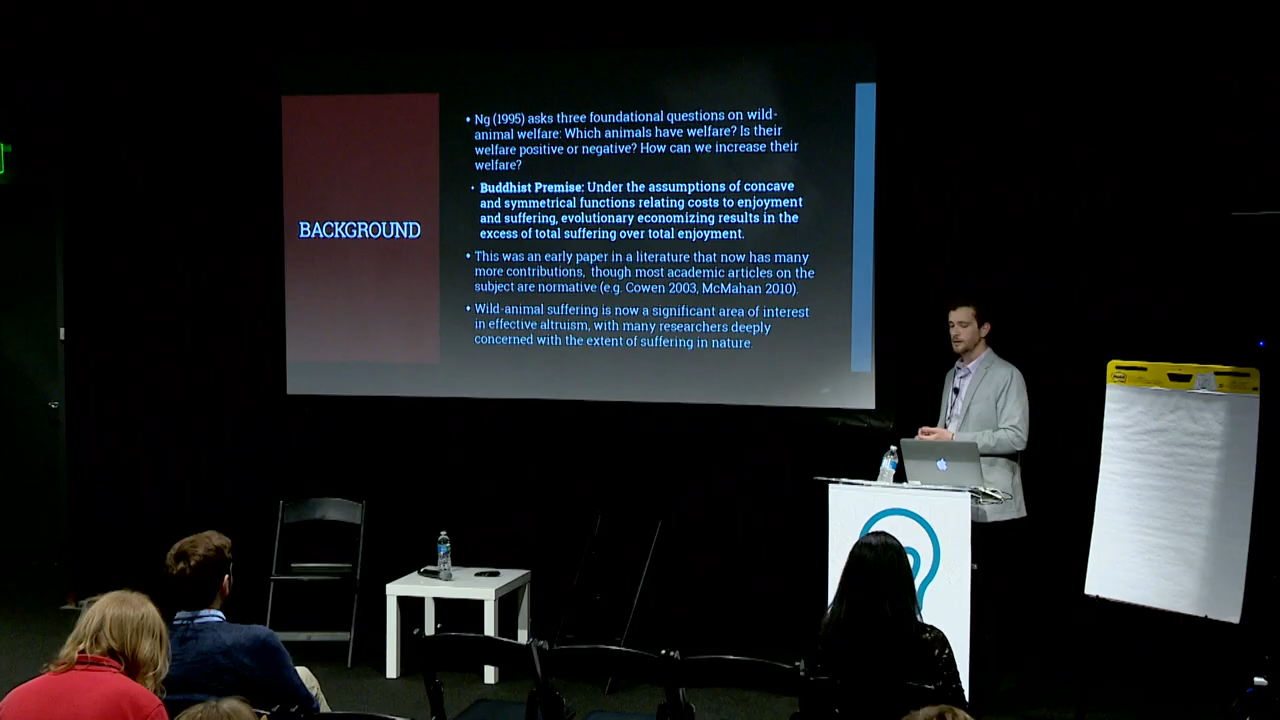 BACKGROUND
• Ng (1995) asks three foundational questions on wild-
animal welfare: Which animals have welfare? Is their
welfare positive or negative? How can we increase their
welfare?
• Buddhist Premise: Under the assumptions of concave
and symmetrical functions relating costs to enjoyment
and suffering, evolutionary economizing results in the
excess of total suffering over total enjoyment.
• This was an early paper in a literature that now has many
more contributions, though most academic articles on the
subject are normative (e.g. Cowen 2003, McMahan 2010).
• Wild-animal suffering is now a significant area of interest
in effective altruism, with many researchers deeply
concerned with the extent of suffering in nature.